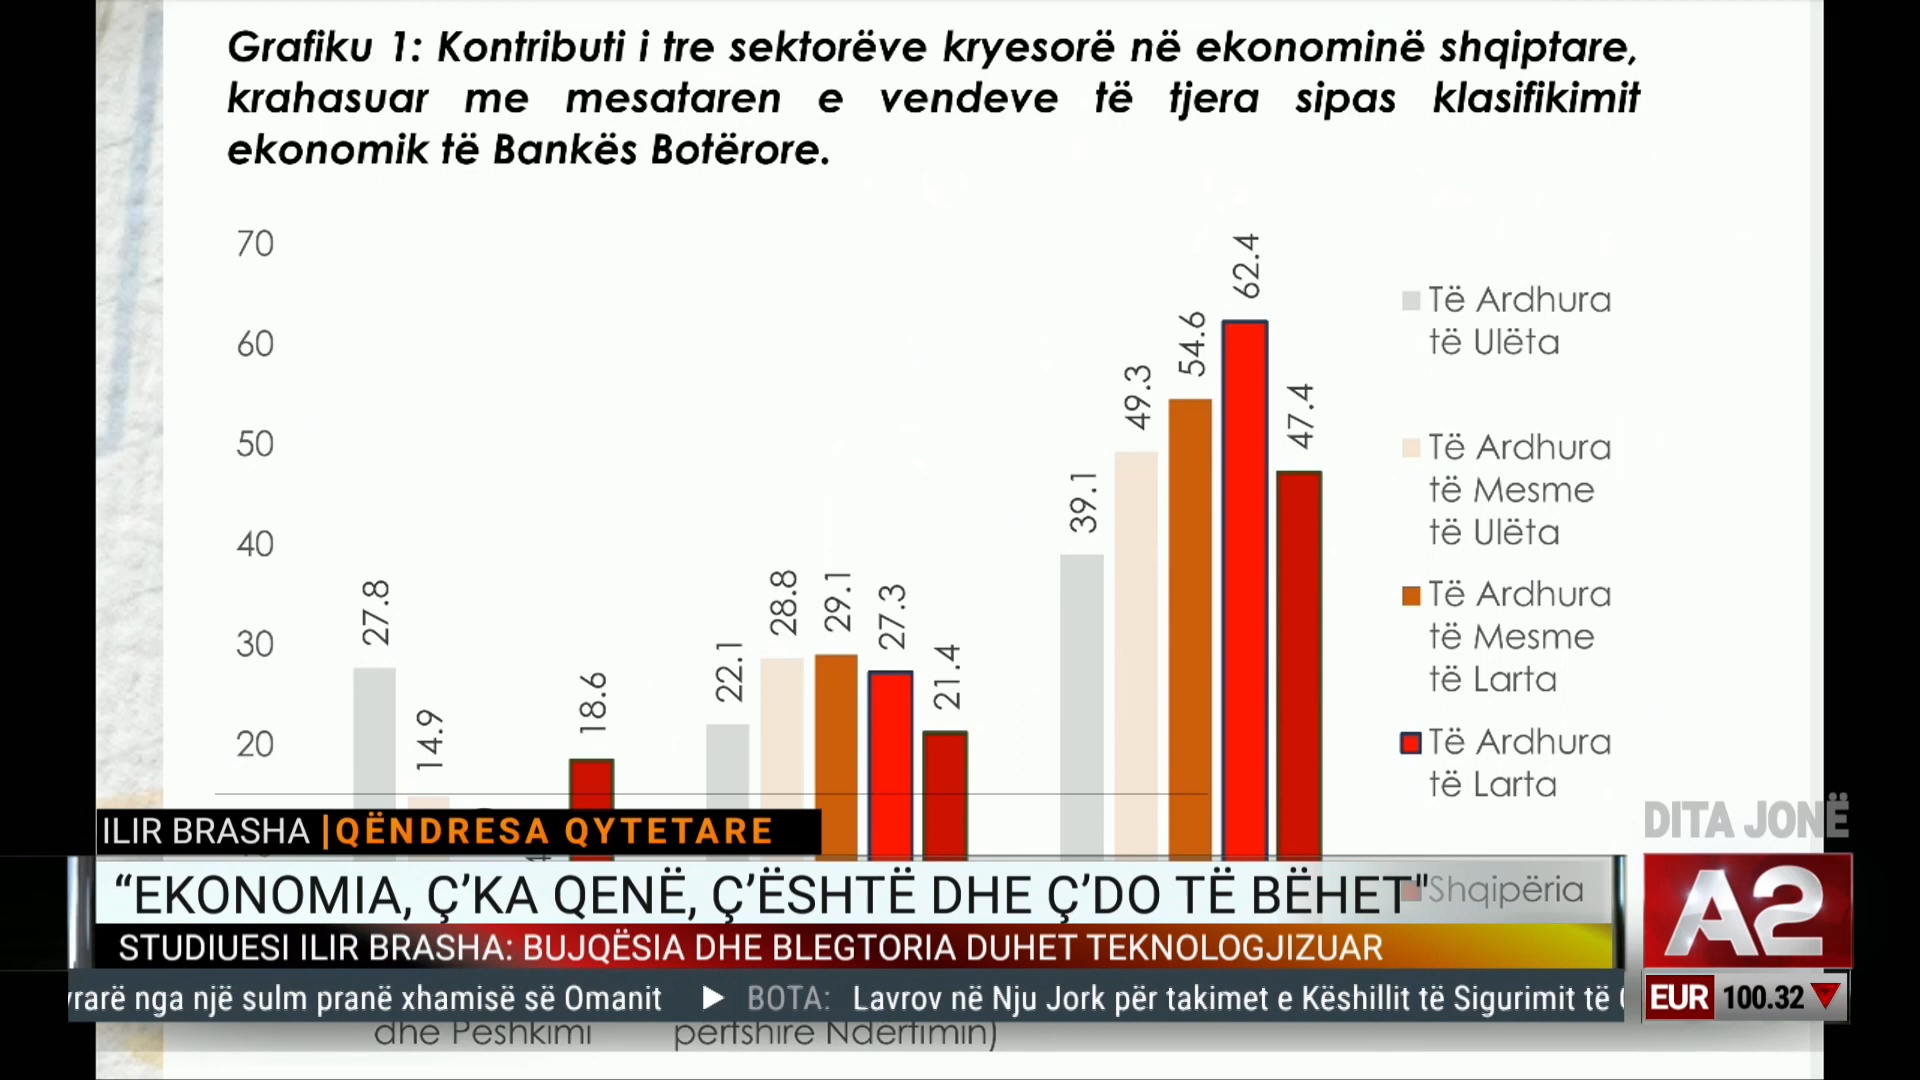 Grafiku 1: Kontributi i tre sektorëve kryesorë në ekonominë shqiptare,
krahasuar me mesataren e vendeve të tjera sipas klasifikimit
ekonomik të Bankës Botërore.
70
60
50
40
30
20
27.8
14.9
18.6
22.1
28.8
29.1
27.3
21.4
39.1
49.3
54.6
62.4
47.4
Të Ardhura
të Ulëta
Të Ardhura
të Mesme
të Ulëta
Të Ardhura
të Mesme
të Larta
Të Ardhura
të Larta
Shqipëria
DITA JONË
ILIR BRASHA |QËNDRESA QYTETARE
“EKONOMIA, Ç’KA QENË, Ç’ËSHTË DHE Ç’DO TË BËHET"
STUDIUESI ILIR BRASHA: BUJQËSIA DHE BLEGTORIA DUHET TEKNOLOGJIZUAR
A2
nga një sulm pranë xhamisë së Omanit ▶ BOTA: Lavrov në Nju Jork për takimet e Këshillit të Sigurimit të
EUR 100.32
dhe Peshkimi
përfshirë Ndërtimin)